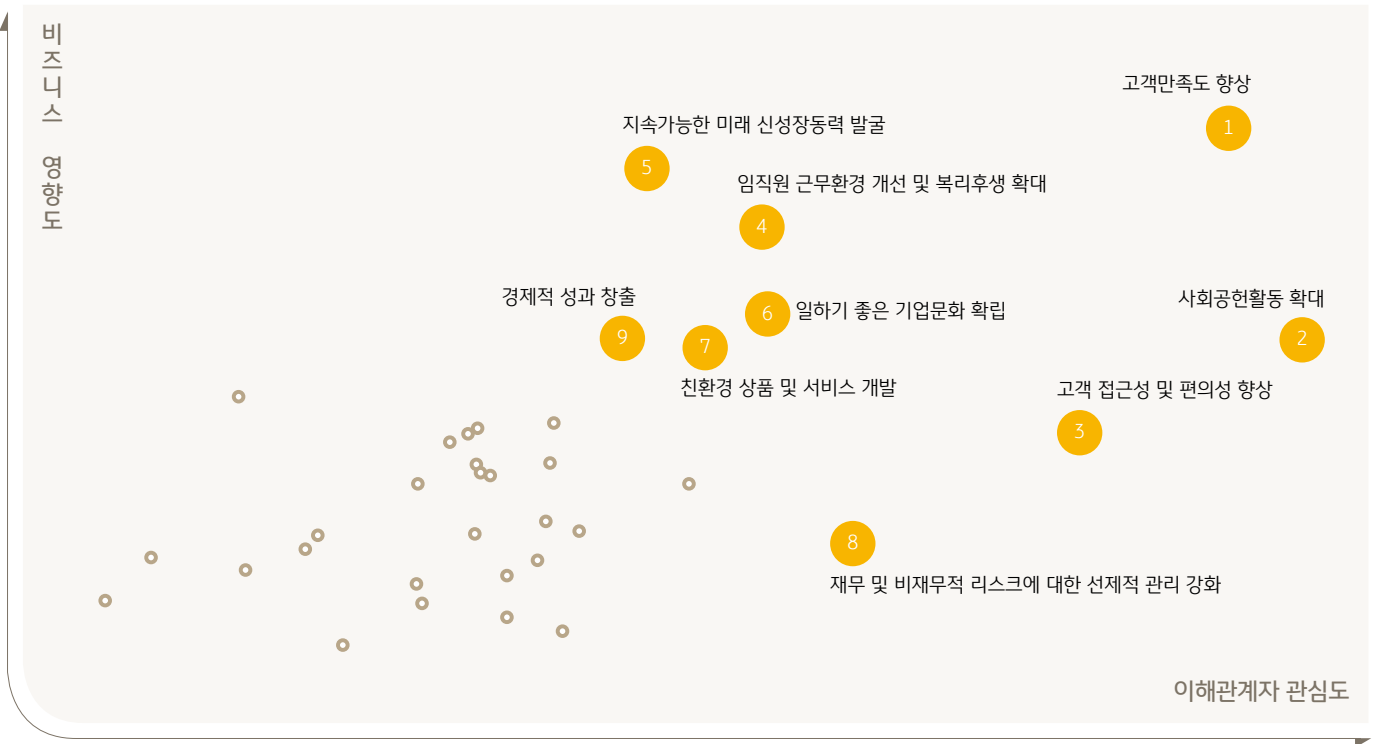 비즈니스 영향도
고객만족도 향상
1
지속가능한 미래 신성장동력 발굴
5
임직원 근무환경 개선 및 복리후생 확대
4
경제적 성과 창출
9
6
일하기 좋은 기업문화 확립
사회공헌활동 확대
2
7
친환경 상품 및 서비스 개발
고객 접근성 및 편의성 향상
3
8
재무 및 비재무적 리스크에 대한 선제적 관리 강화
이해관계자 관심도